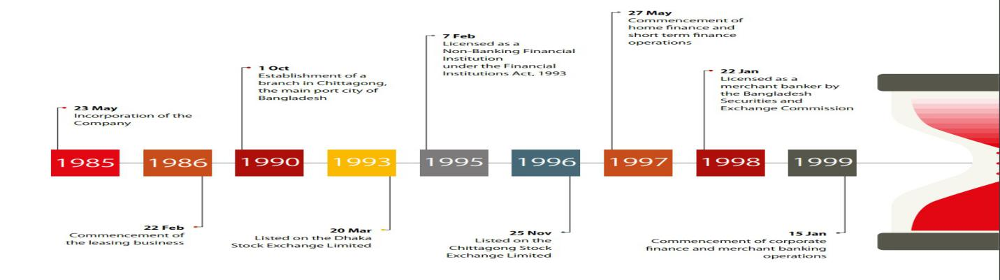 27 May
Commencement of
home finance and
short term finance
operations
7 Feb
Licensed as a
Non-Banking Financial
Institution
under the Financial
Institutions Act, 1993
1 Oct
Establishment of a
branch in Chittagong,
the main port city of
Bangladesh
22 Jan
Licensed as a
merchant banker by
the Bangladesh
Securities and
Exchange Commission
23 May
Incorporation of the
Company
1985
1986
1990
1993
1995
1996
1997
1998
1999
22 Feb
Commencement of
the leasing business
20 Mar
Listed on the Dhaka
Stock Exchange Limited
25 Nov
Listed on the
Chittagong Stock
Exchange Limited
15 Jan
Commencement of corporate
finance and merchant banking
operations